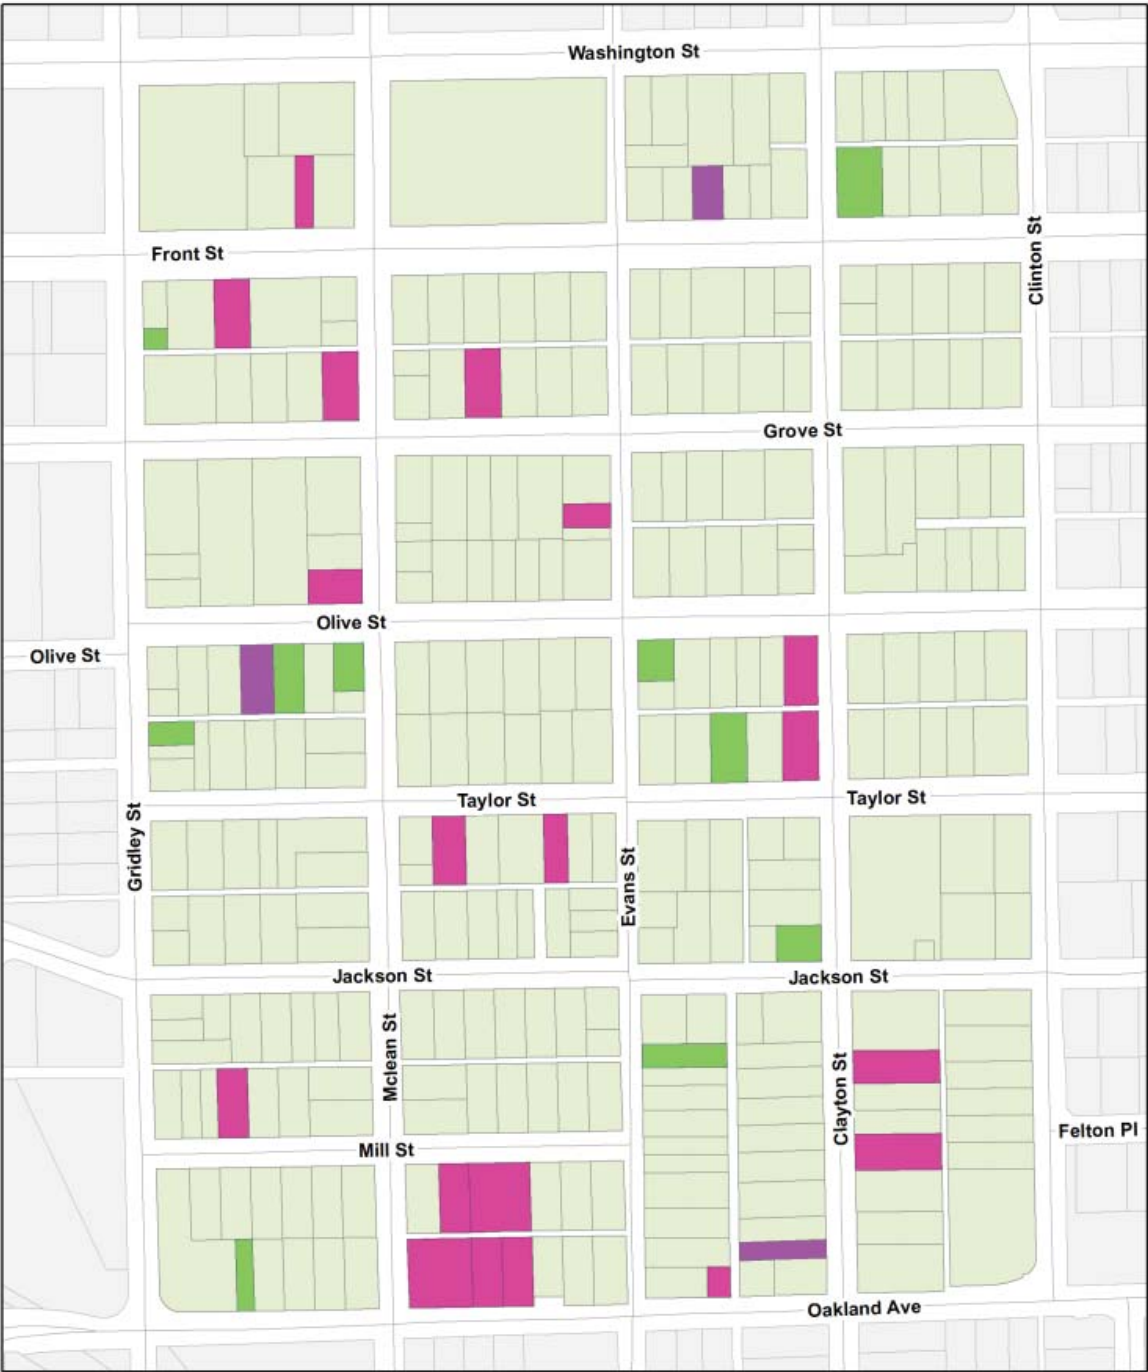 Washington St
Front St
Clinton St
Grove St
Olive St
Olive St
Taylor St
Taylor St
Gridley St
Evans St
Jackson St
Jackson St
Mclean St
Clayton St
Felton Pl
Mill St
Oakland Ave